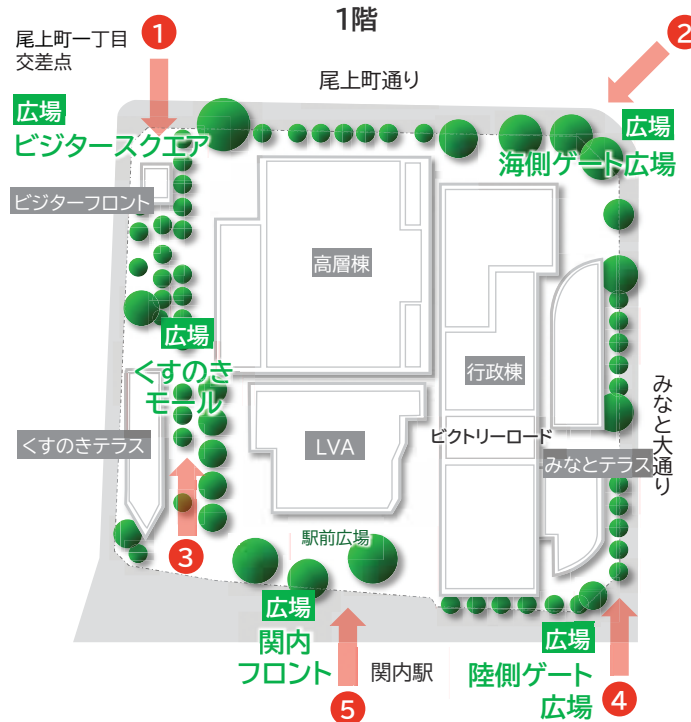 1階
尾上町一丁目
交差点
1
2
尾上町通り
広場
ビジタースクエア
広場
海側ゲート広場
ビジターフロント
高層棟
広場
くすのき
モール
行政棟
みなと大通り
くすのきテラス
LVA
ビクトリーロード
みなとテラス
3
駅前広場
広場
関内
フロント
関内駅
広場
陸側ゲート
広場
4
5